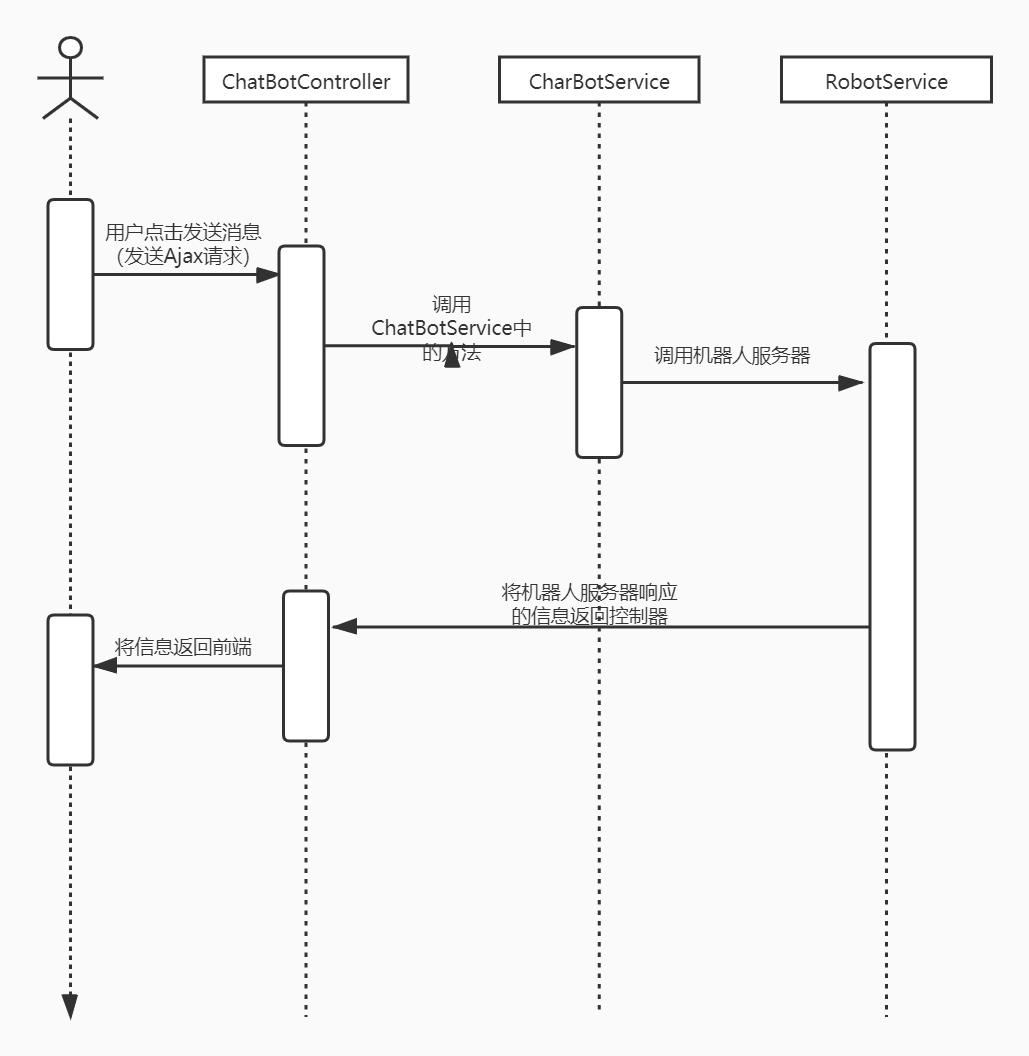 ChatBotController
CharBotService
RobotService
用户点击发送消息
（发送Ajax请求）
调用
ChatBotService中
的方法
调用机器人服务器
将机器人服务器响应
的信息返回控制器
将信息返回前端